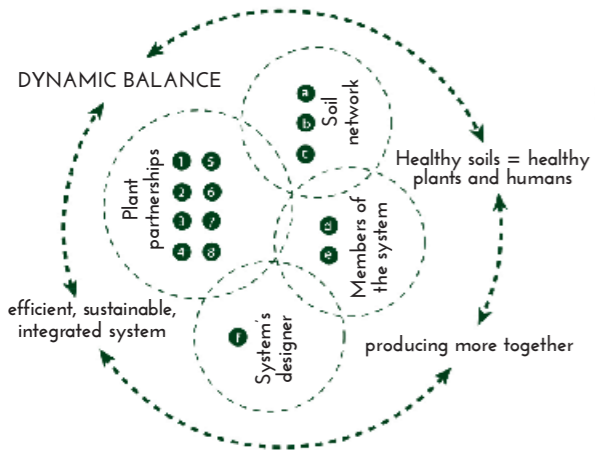 DYNAMIC BALANCE
a
b
c
Soil
network
Healthy soils = healthy
plants and humans
Plant
partnerships
1 5
2 6
3 7
4 8
Members of
the system
e
efficient, sustainable,
integrated system
System's
designer
producing more together